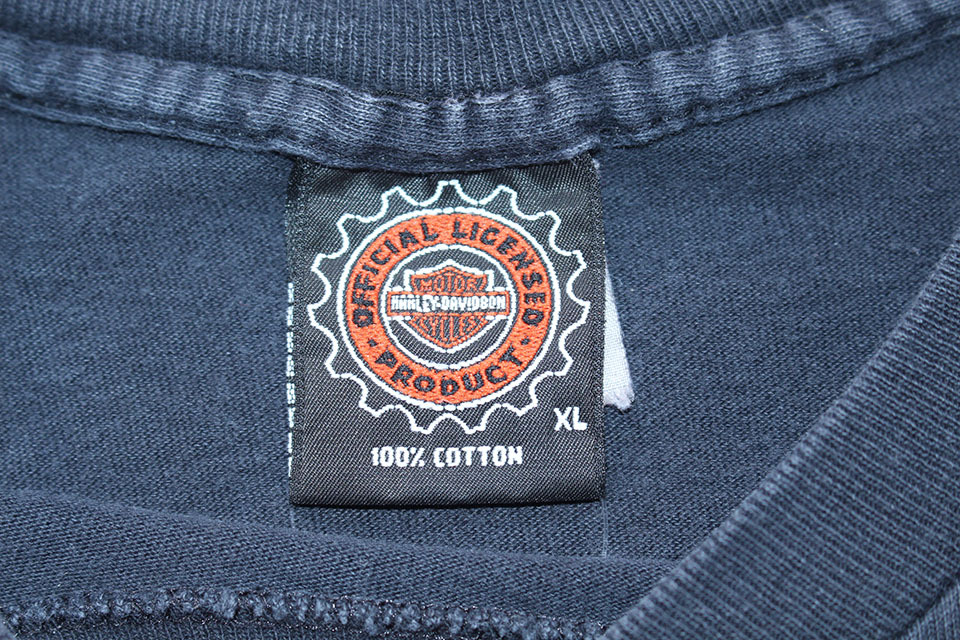 OFFICIAL LICENSED
MOTOR
HARLEY-DAVIDSON
CYCLES
· PRODUCT ·
XL
100% COTTON